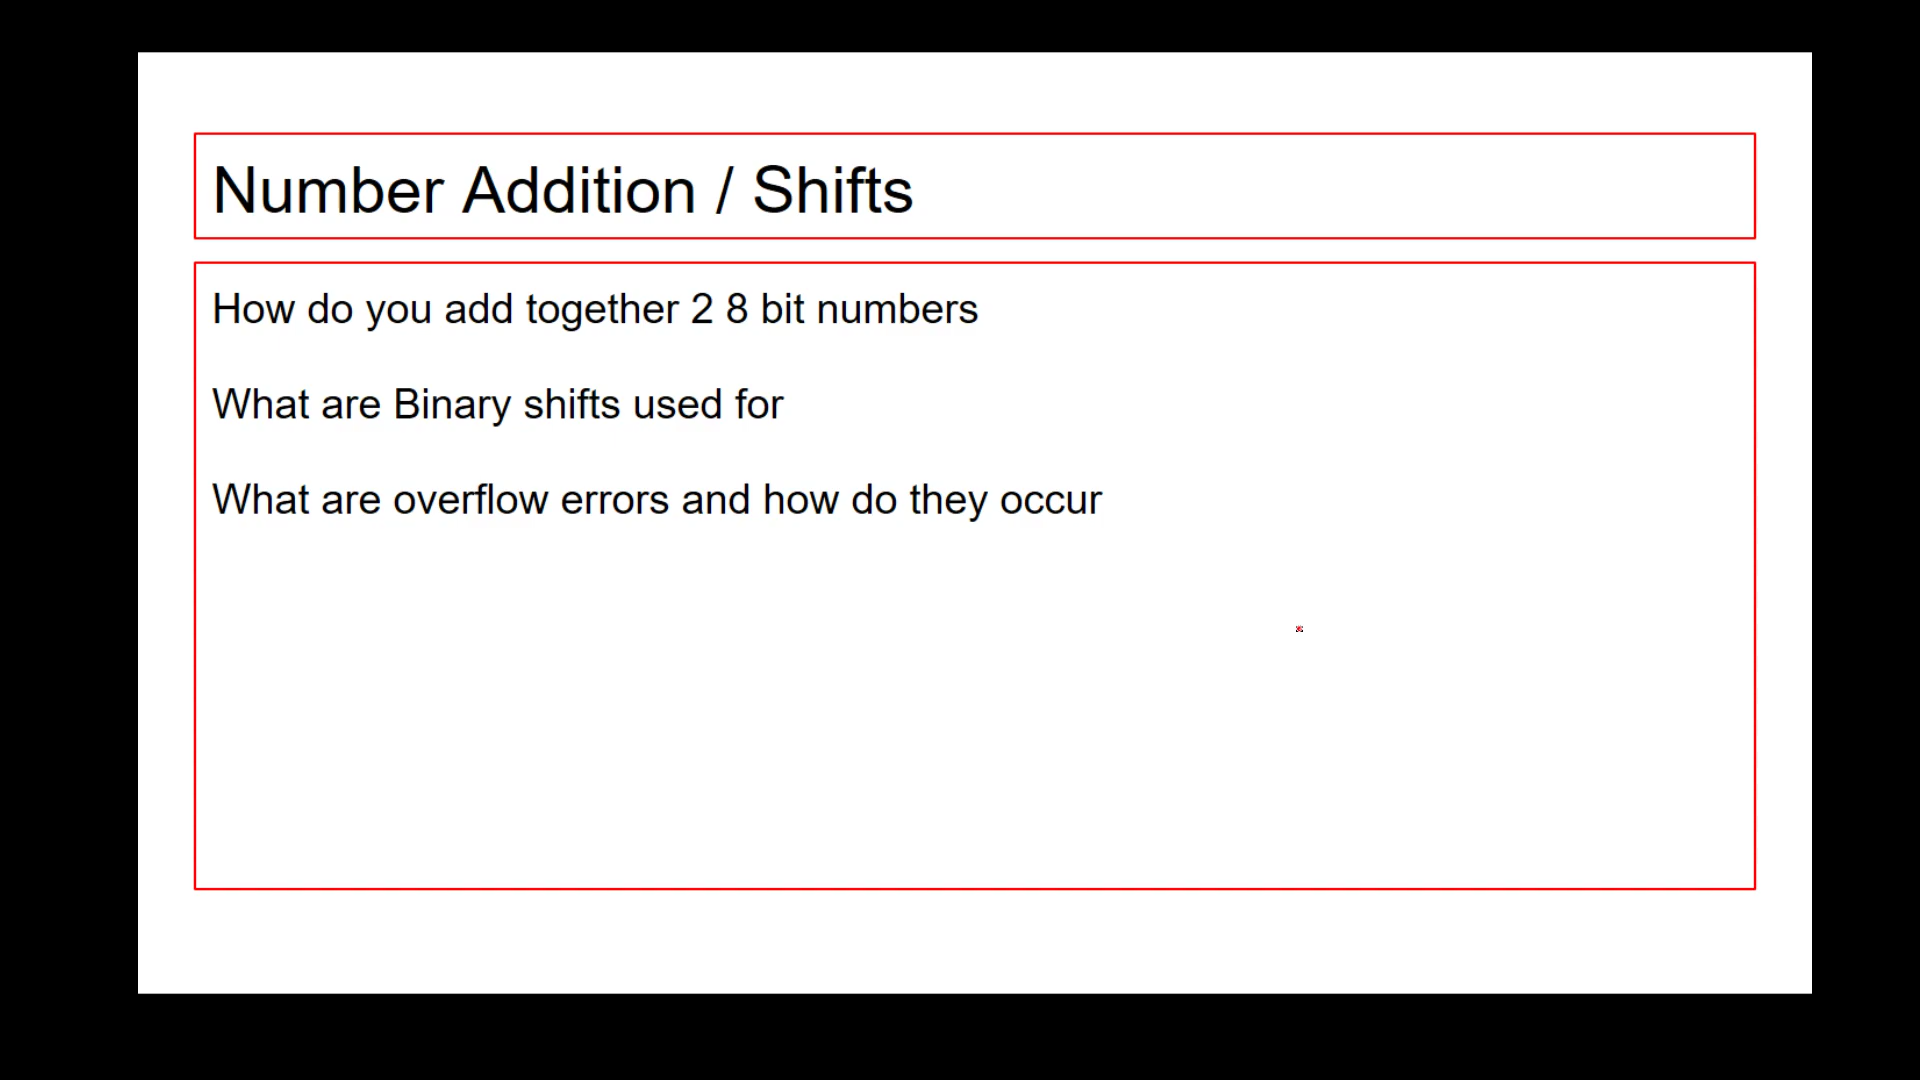 Number Addition / Shifts
How do you add together 2 8 bit numbers
What are Binary shifts used for
What are overflow errors and how do they occur